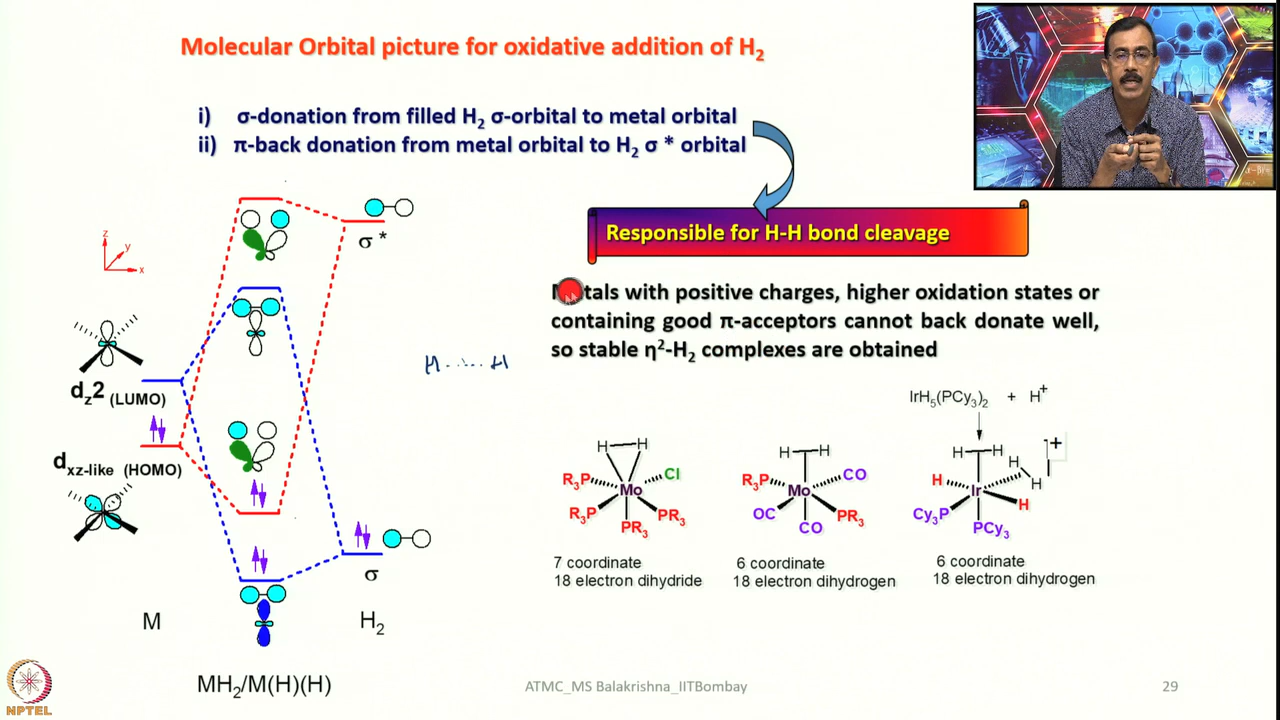 Molecular Orbital picture for oxidative addition of H2
i) σ-donation from filled H2 σ-orbital to metal orbital
ii) π-back donation from metal orbital to H2 σ * orbital
Responsible for H-H bond cleavage
Metals with positive charges, higher oxidation states or
containing good π-acceptors cannot back donate well,
so stable η²-H2 complexes are obtained
z
y
x
σ *
H......H
dz2 (LUMO)
dxz-like (HOMO)
σ
M
H2
MH2/M(H)(H)
IrH5(PCy3)2 + H+
H H
R3P Cl
Mo
R3P PR3
PR3
7 coordinate
18 electron dihydride
H H
R3P CO
Mo
OC PR3
CO
6 coordinate
18 electron dihydrogen
H H +
H
H H
Ir
H
Cy3P
PCy3
6 coordinate
18 electron dihydrogen
NPTEL
ATMC_MS Balakrishna_IITBombay
29